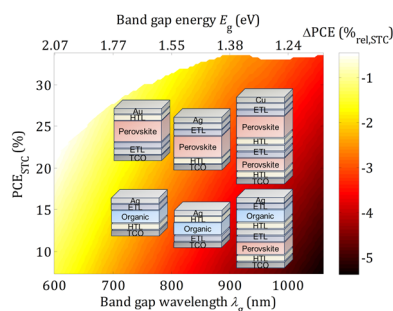 Band gap energy Eg (eV)
2.07 1.77 1.55 1.38 1.24
ΔPCE (%rel,STC)
PCESTC (%)
30
25
20
15
10
-1
-2
-3
-4
-5
Au
HTL
Perovskite
ETL
TCO
Ag
ETL
Perovskite
HTL
TCO
Cu
ETL
Perovskite
HTL
ETL
Perovskite
HTL
TCO
Ag
ETL
Organic
HTL
TCO
Ag
HTL
Organic
ETL
TCO
Ag
ETL
Organic
HTL
ETL
Perovskite
HTL
TCO
600 700 800 900 1000
Band gap wavelength λg (nm)